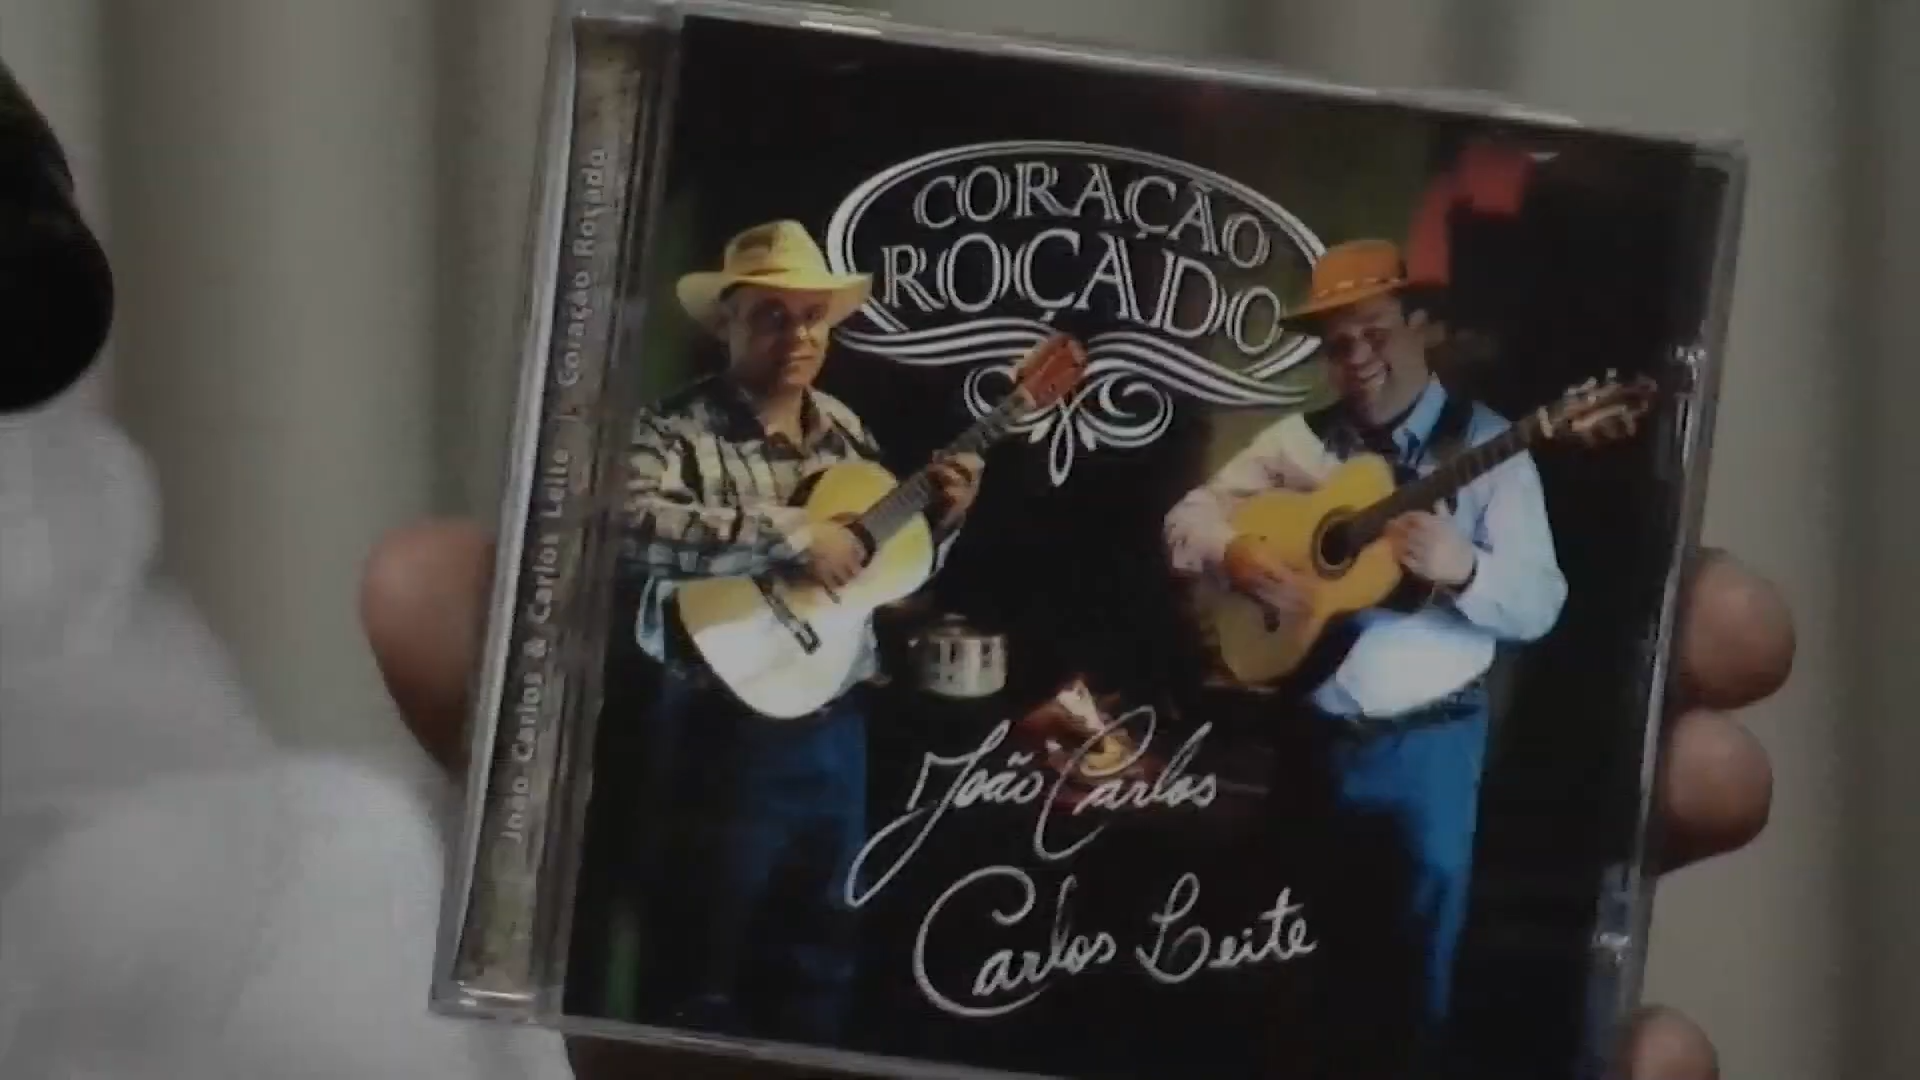 CORAÇÃO
ROÇADO
João Carlos
Carlos Leite
João Carlos & Carlos Leite | Coração Roçado